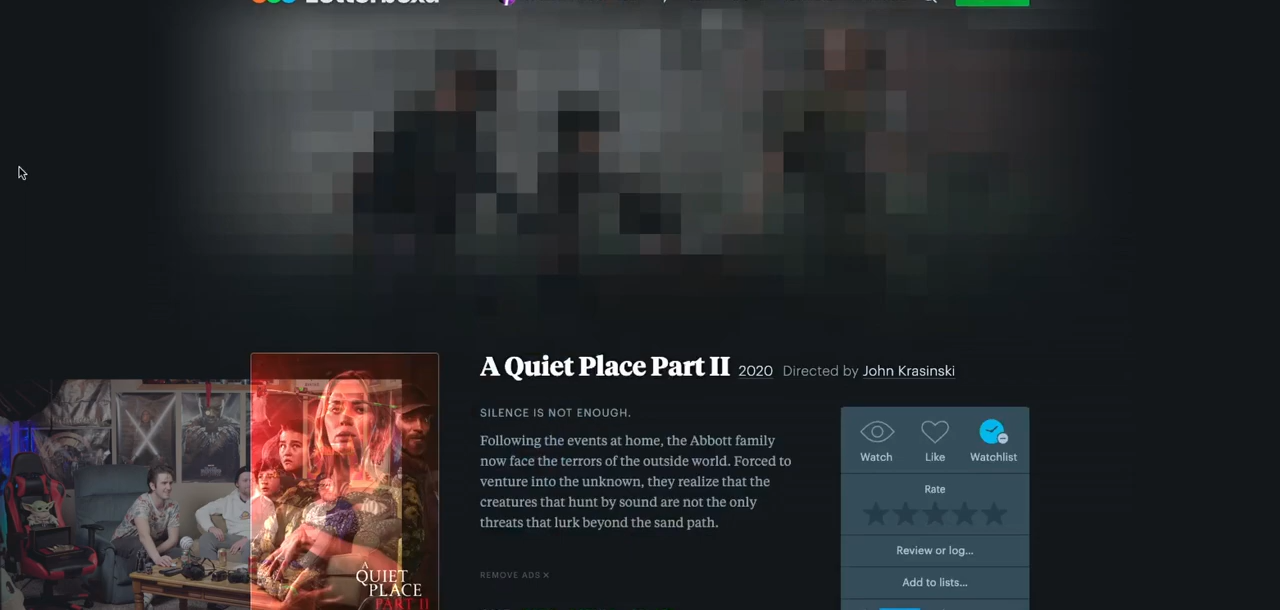 Letterboxd
A Quiet Place Part II 2020 Directed by John Krasinski
SILENCE IS NOT ENOUGH.
Following the events at home, the Abbott family
now face the terrors of the outside world. Forced to
venture into the unknown, they realize that the
creatures that hunt by sound are not the only
threats that lurk beyond the sand path.
REMOVE ADS ×
Watch Like Watchlist
Rate
Review or log...
Add to lists...
A
QUIET
PLACE
PART II